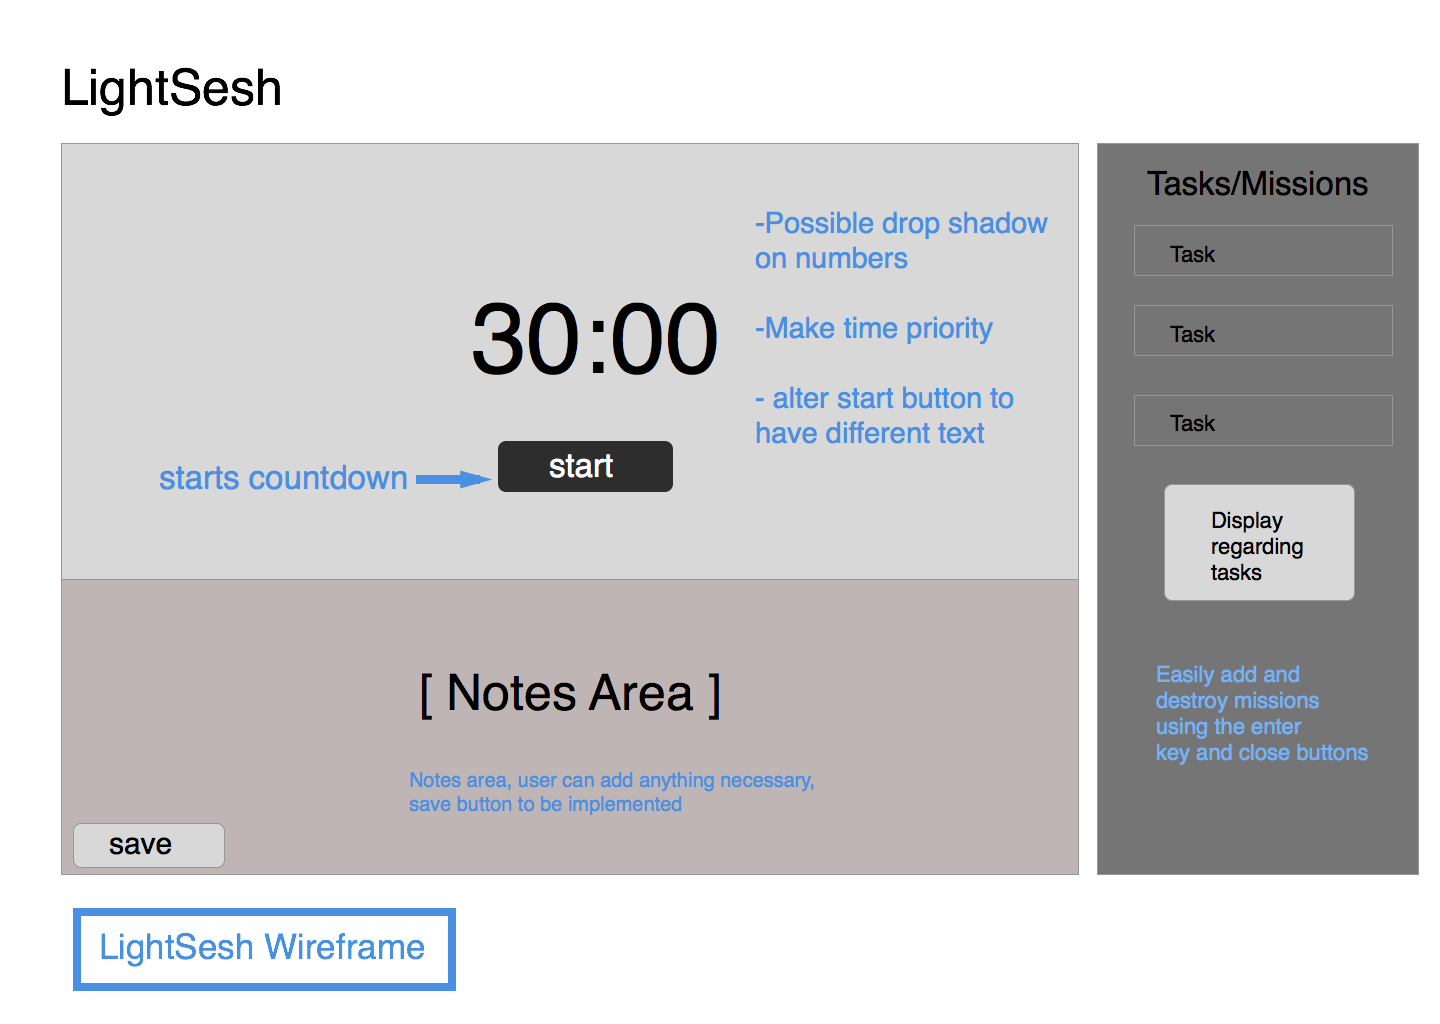 LightSesh
-Possible drop shadow
on numbers
30:00
-Make time priority
- alter start button to
have different text
starts countdown
start
[ Notes Area ]
Notes area, user can add anything necessary,
save button to be implemented
save
Tasks/Missions
Task
Task
Task
Display
regarding
tasks
Easily add and
destroy missions
using the enter
key and close buttons
LightSesh Wireframe